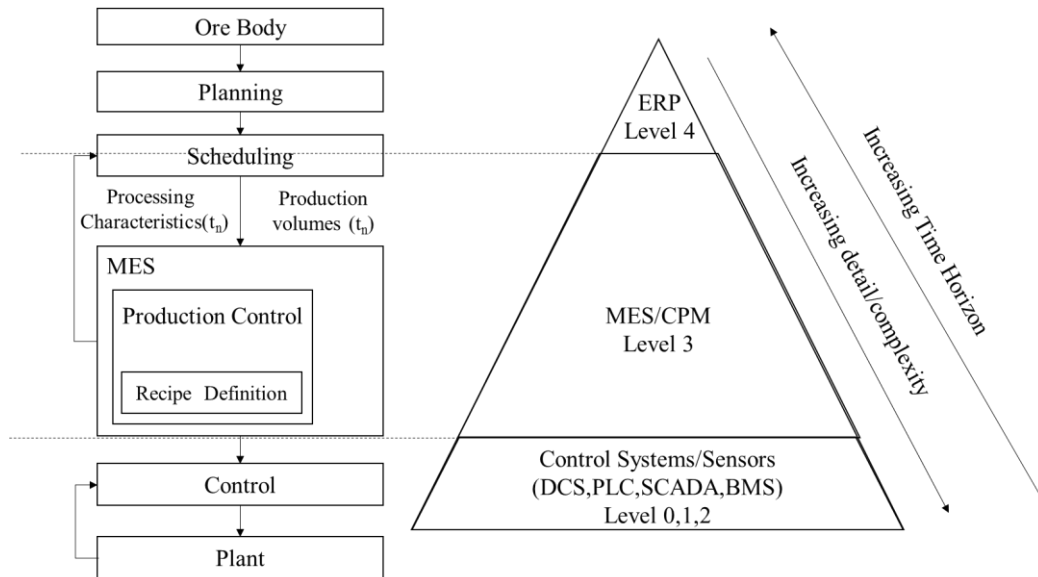 Ore Body
Planning
Scheduling
Processing
Characteristics(tₙ)
Production
volumes (tₙ)
MES
Production Control
Recipe Definition
Control
Plant
ERP
Level 4
MES/CPM
Level 3
Control Systems/Sensors
(DCS,PLC,SCADA,BMS)
Level 0,1,2
Increasing detail/complexity
Increasing Time Horizon